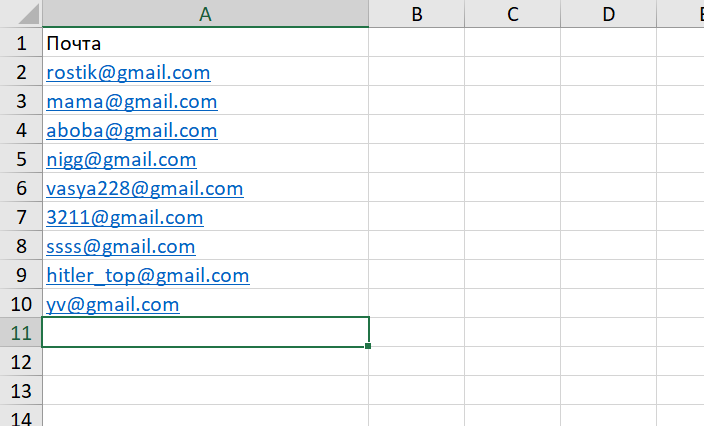 A B C D E
1 Почта
2 rostik@gmail.com
3 mama@gmail.com
4 aboba@gmail.com
5 nigg@gmail.com
6 vasya228@gmail.com
7 3211@gmail.com
8 ssss@gmail.com
9 hitler_top@gmail.com
10 yv@gmail.com
11
12
13
14